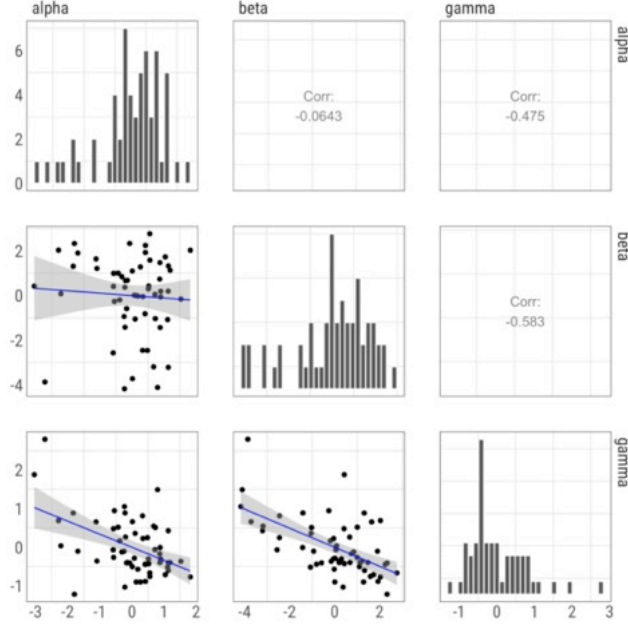 alpha beta gamma
6
4
2
0
Corr:
-0.0643
Corr:
-0.475
alpha
2
0
-2
-4
Corr:
-0.583
beta
2
1
0
-1
gamma
-3 -2 -1 0 1 2
-4 -2 0 2
-1 0 1 2 3